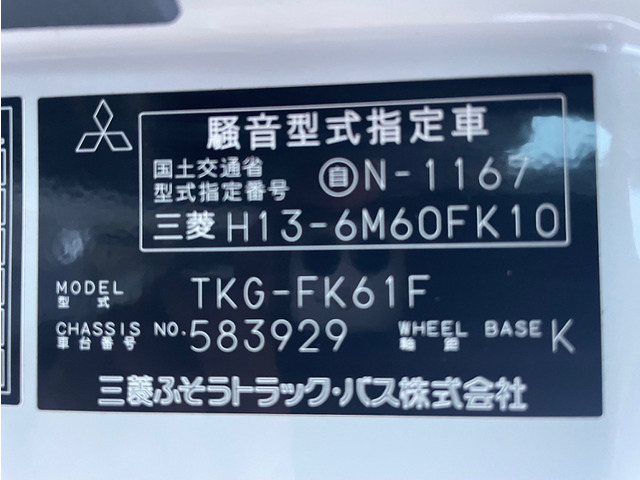 騒音型式指定車
国土交通省
型式指定番号 自N-1167
三菱 H13-6M60FK10
MODEL
型式 TKG-FK61F
CHASSIS NO.
車台番号 583929 WHEEL BASE
軸距 K
三菱ふそうトラック・バス株式会社